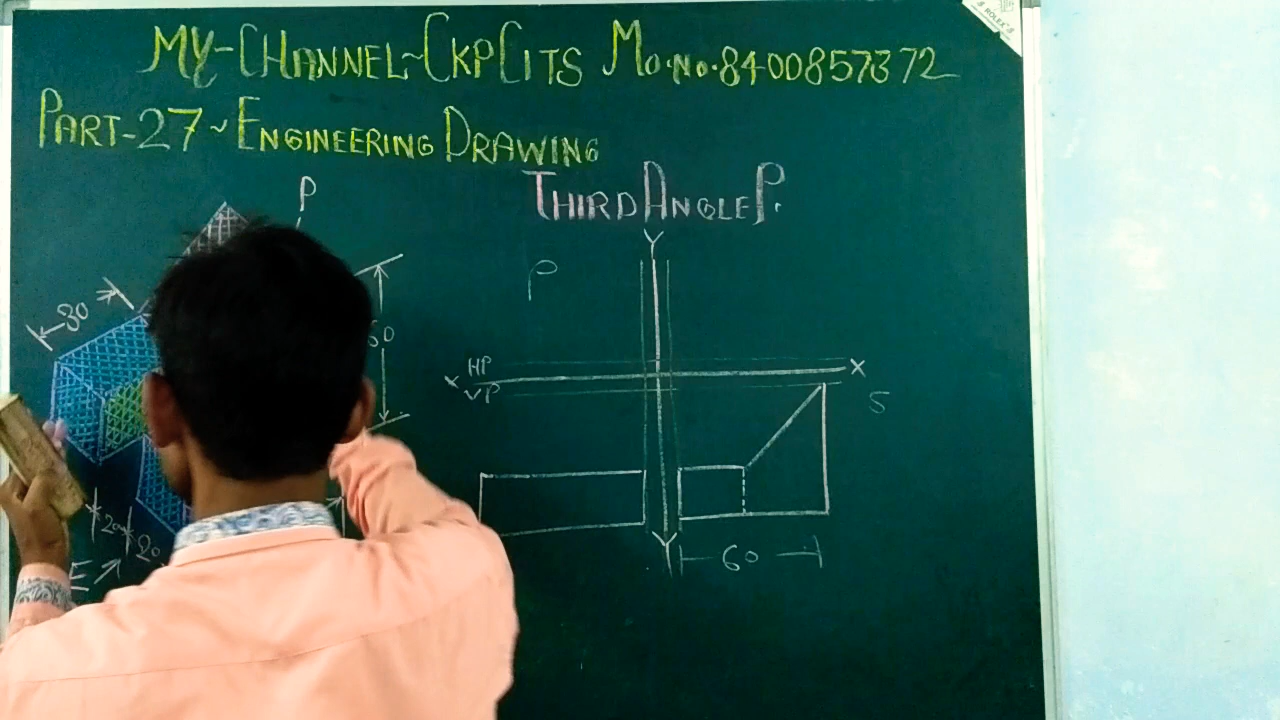 MY-CHANNEL~CKPCITS MO.NO.8400857372
PART-27~ENGINEERING DRAWING
P
THIRD ANGLE P.
Y
P
30
60
HP
X
X
VP
S
20
20
E
Y
60